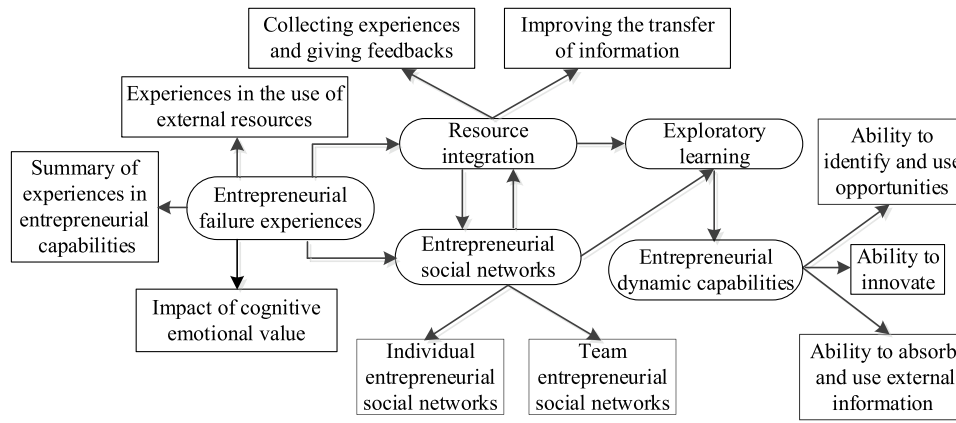 Collecting experiences
and giving feedbacks
Improving the transfer
of information
Experiences in the use of
external resources
Resource
integration
Exploratory
learning
Ability to
identify and use
opportunities
Summary of
experiences in
entrepreneurial
capabilities
Entrepreneurial
failure experiences
Entrepreneurial
social networks
Entrepreneurial
dynamic capabilities
Ability to
innovate
Impact of cognitive
emotional value
Individual
entrepreneurial
social networks
Team
entrepreneurial
social networks
Ability to absorb
and use external
information